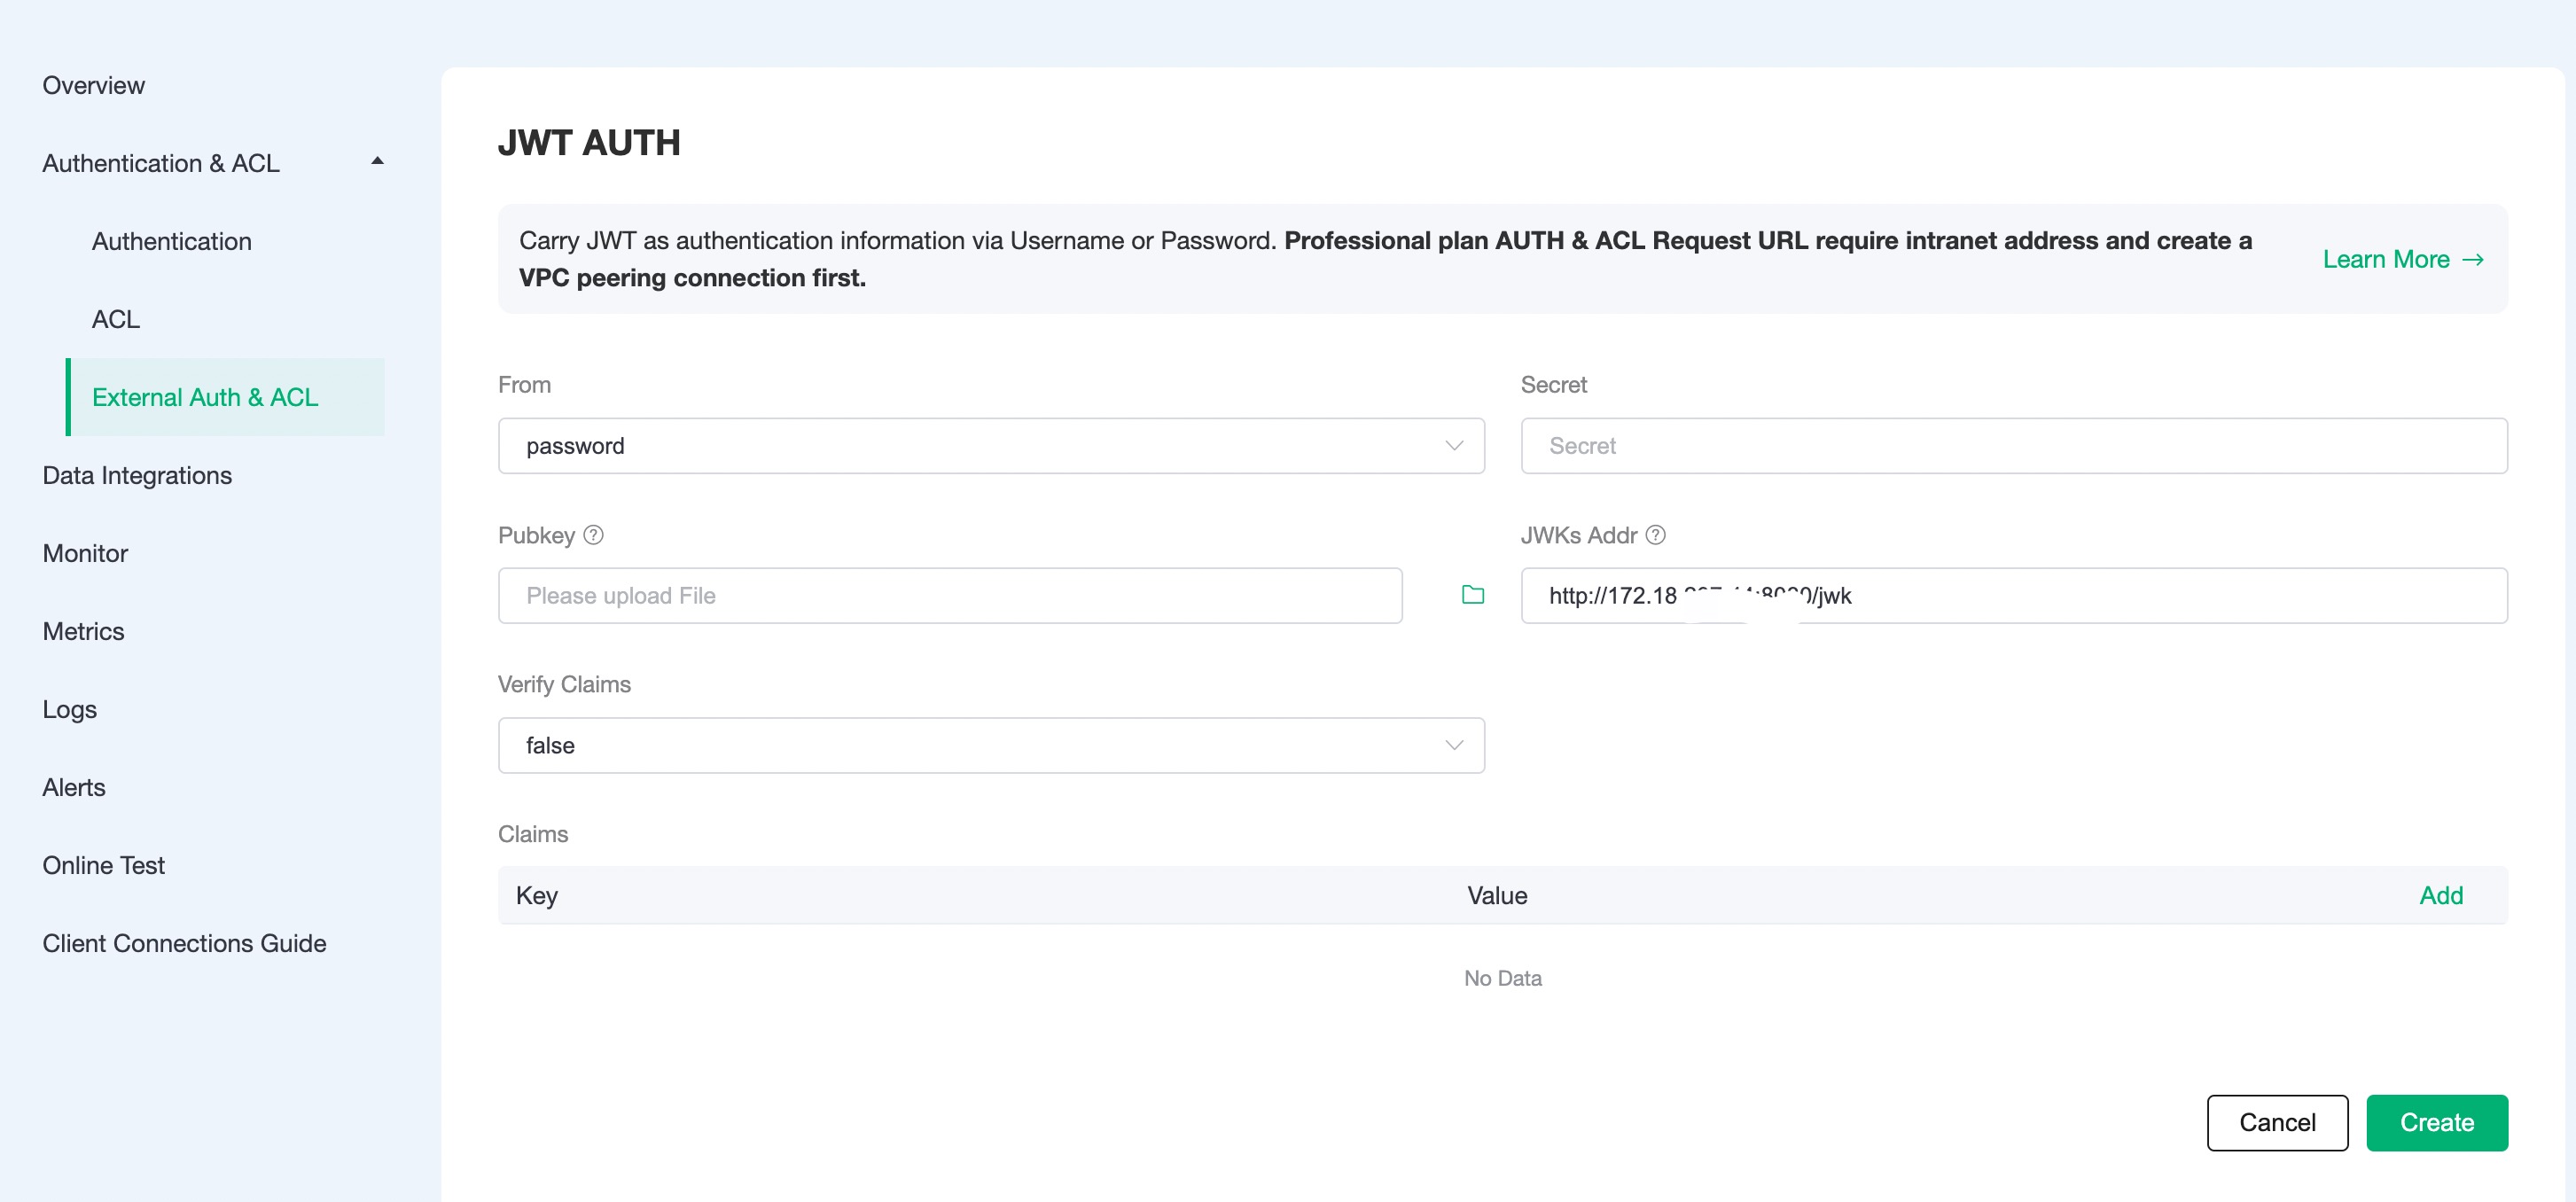 Overview
Authentication & ACL
Authentication
ACL
External Auth & ACL
Data Integrations
Monitor
Metrics
Logs
Alerts
Online Test
Client Connections Guide
JWT AUTH
Carry JWT as authentication information via Username or Password. Professional plan AUTH & ACL Request URL require intranet address and create a
VPC peering connection first.
Learn More →
From
Secret
password
Secret
Pubkey ?
JWKs Addr ?
Please upload File
http://172.18 /jwk
Verify Claims
false
Claims
Key Value Add
No Data
Cancel
Create